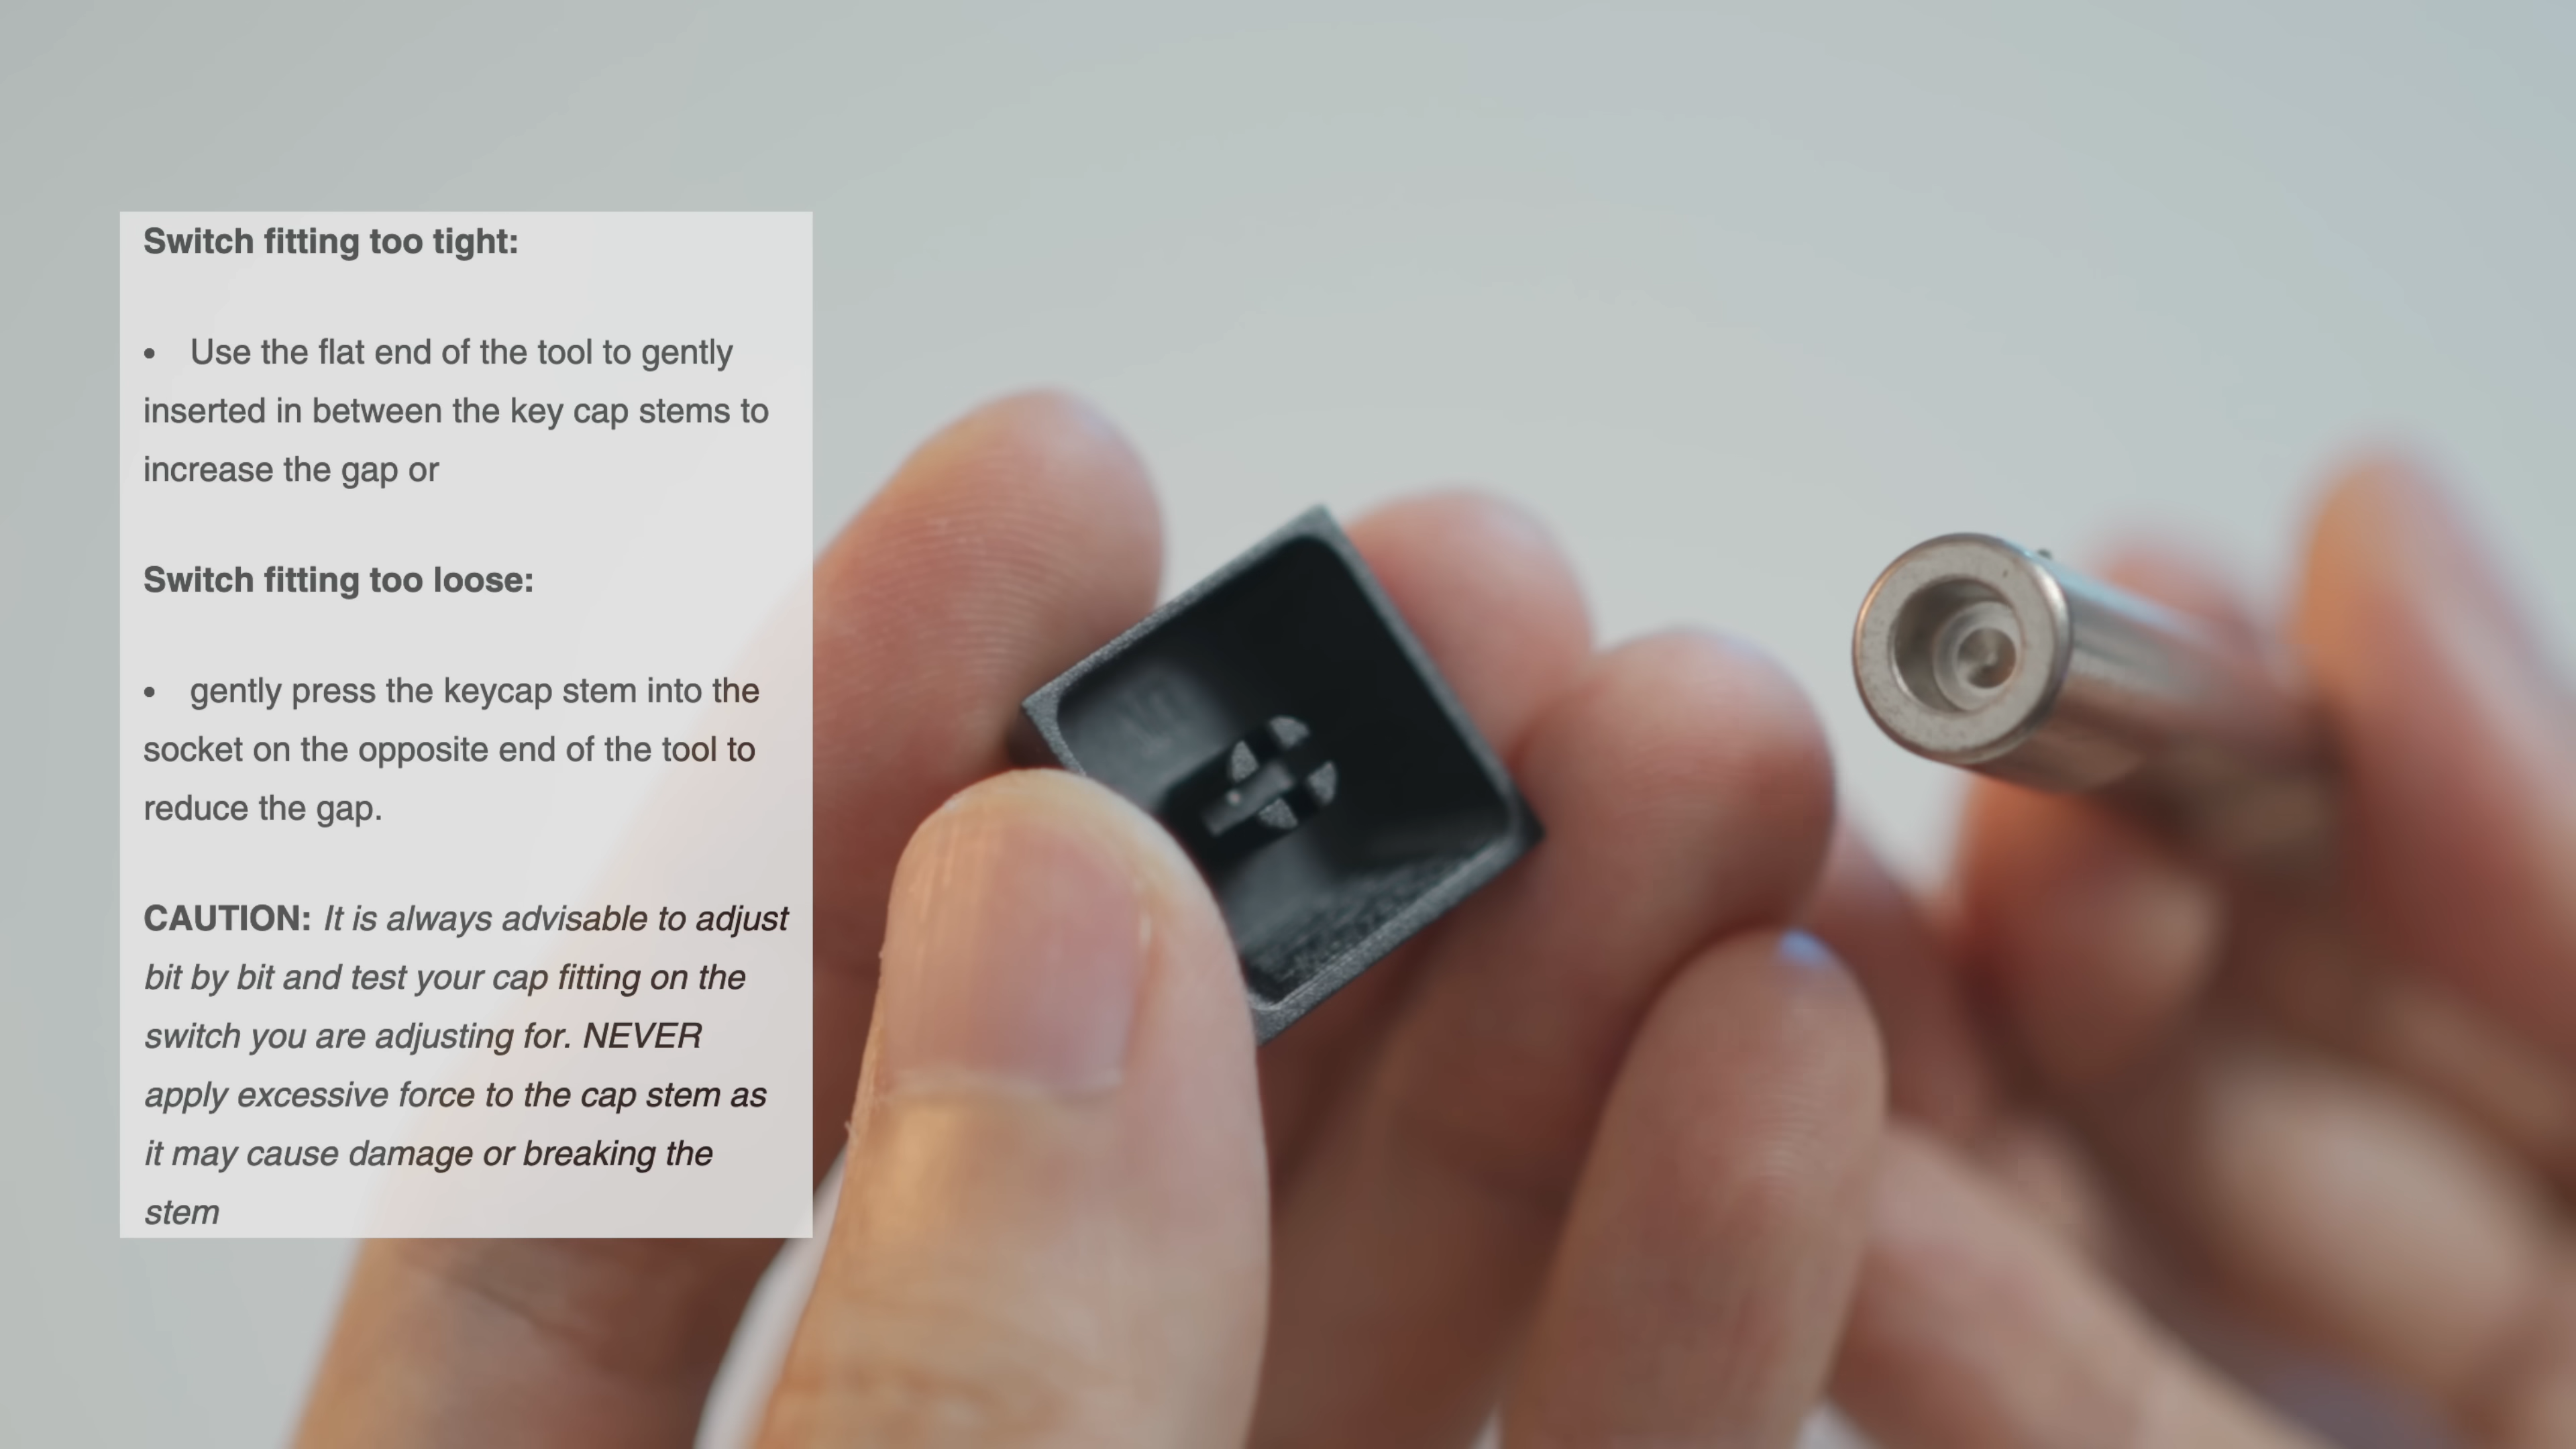 Switch fitting too tight:
• Use the flat end of the tool to gently
inserted in between the key cap stems to
increase the gap or
Switch fitting too loose:
• gently press the keycap stem into the
socket on the opposite end of the tool to
reduce the gap.
CAUTION: It is always advisable to adjust
bit by bit and test your cap fitting on the
switch you are adjusting for. NEVER
apply excessive force to the cap stem as
it may cause damage or breaking the
stem